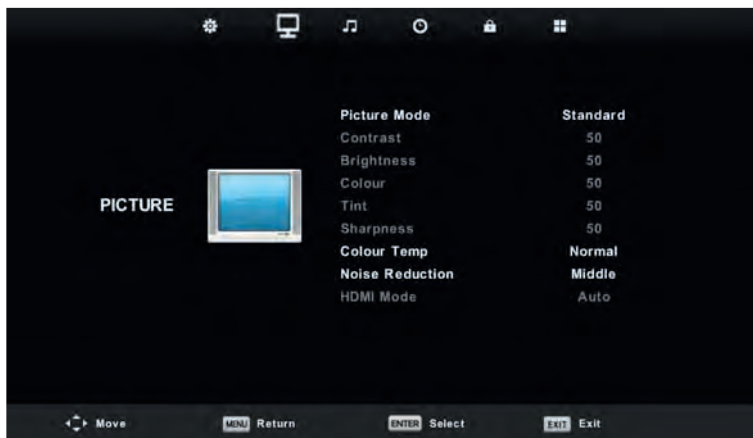 Picture Mode Standard
Contrast 50
Brightness 50
Colour 50
PICTURE
Tint 50
Sharpness 50
Colour Temp Normal
Noise Reduction Middle
HDMI Mode Auto
Move MENU Return ENTER Select EXIT Exit